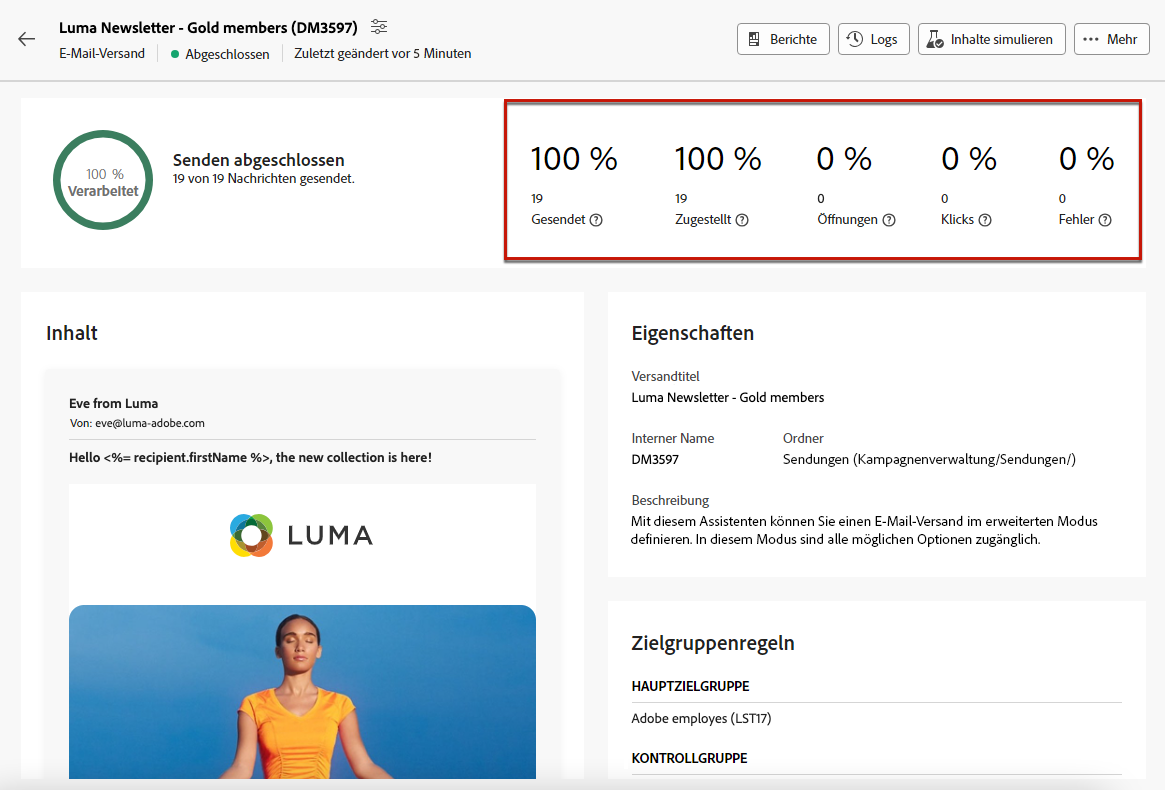 Luma Newsletter - Gold members (DM3597)
E-Mail-Versand
Abgeschlossen
Zuletzt geändert vor 5 Minuten
Berichte
Logs
Inhalte simulieren
Mehr
100 %
Verarbeitet
Senden abgeschlossen
19 von 19 Nachrichten gesendet.
100 %
19
Gesendet
100 %
19
Zugestellt
0 %
0
Öffnungen
0 %
0
Klicks
0 %
0
Fehler
Inhalt
Eve from Luma
Von: eve@luma-adobe.com
Hello <%= recipient.firstName %>, the new collection is here!
LUMA
Eigenschaften
Versandtitel
Luma Newsletter - Gold members
Interner Name
DM3597
Ordner
Sendungen (Kampagnenverwaltung/Sendungen/)
Beschreibung
Mit diesem Assistenten können Sie einen E-Mail-Versand im erweiterten Modus
definieren. In diesem Modus sind alle möglichen Optionen zugänglich.
Zielgruppenregeln
HAUPTZIELGRUPPE
Adobe employes (LST17)
KONTROLLGRUPPE